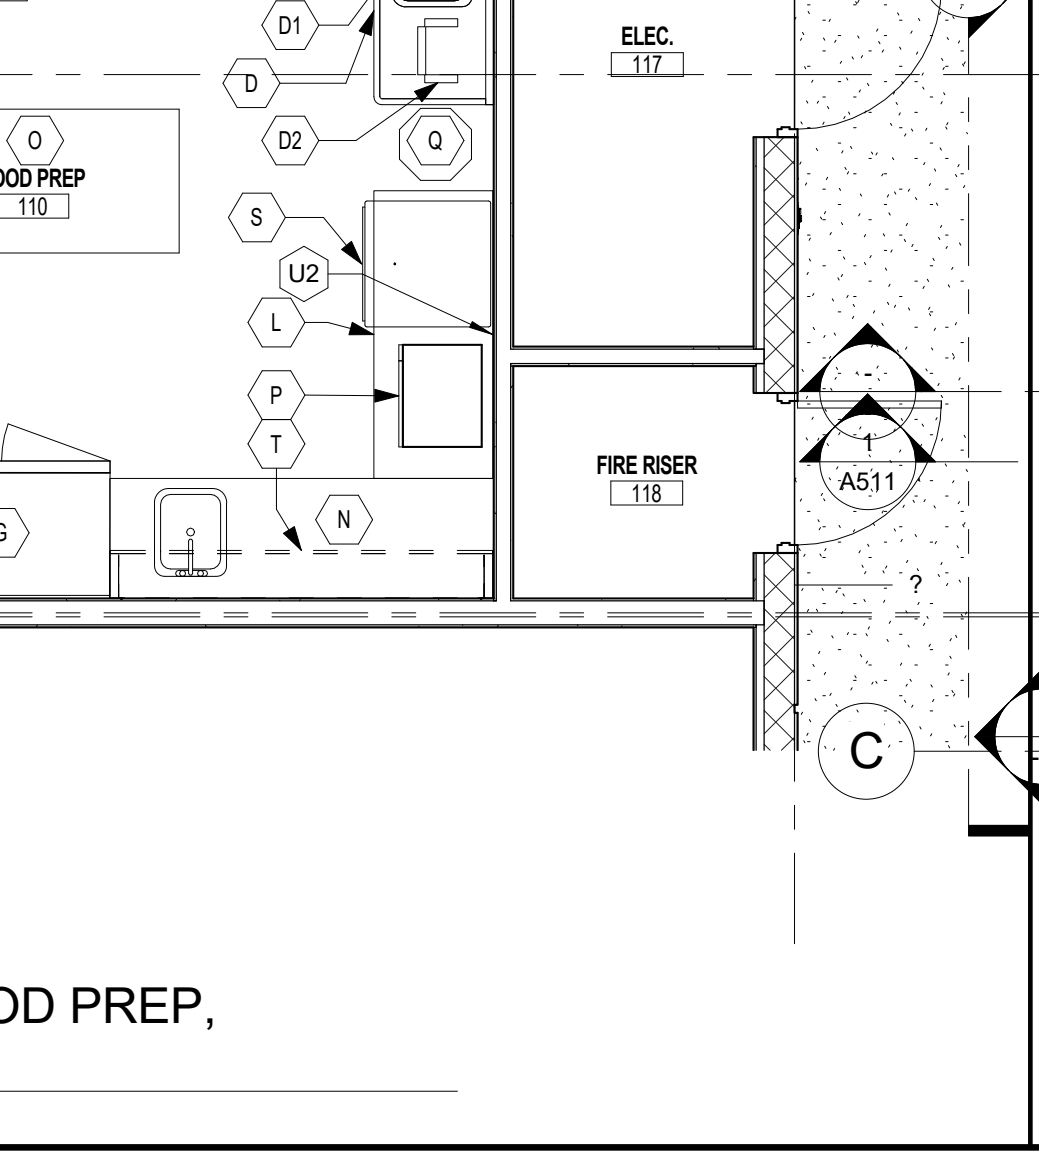 D1
ELEC.
117
D
D2
Q
O
OOD PREP
110
S
U2
L
-
P
T
1
FIRE RISER
118
A511
N
G
?
C
OD PREP,